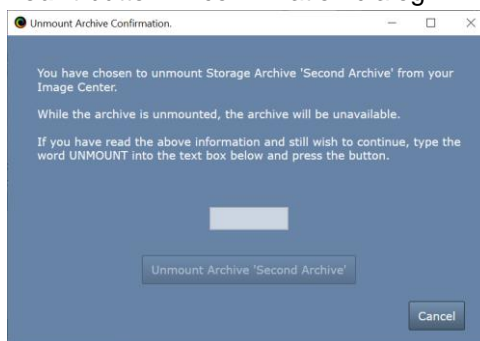 Unmount Archive Confirmation.
You have chosen to unmount Storage Archive 'Second Archive' from your
Image Center.
While the archive is unmounted, the archive will be unavailable.
If you have read the above information and still wish to continue, type the
word UNMOUNT into the text box below and press the button.
Unmount Archive 'Second Archive'
Cancel